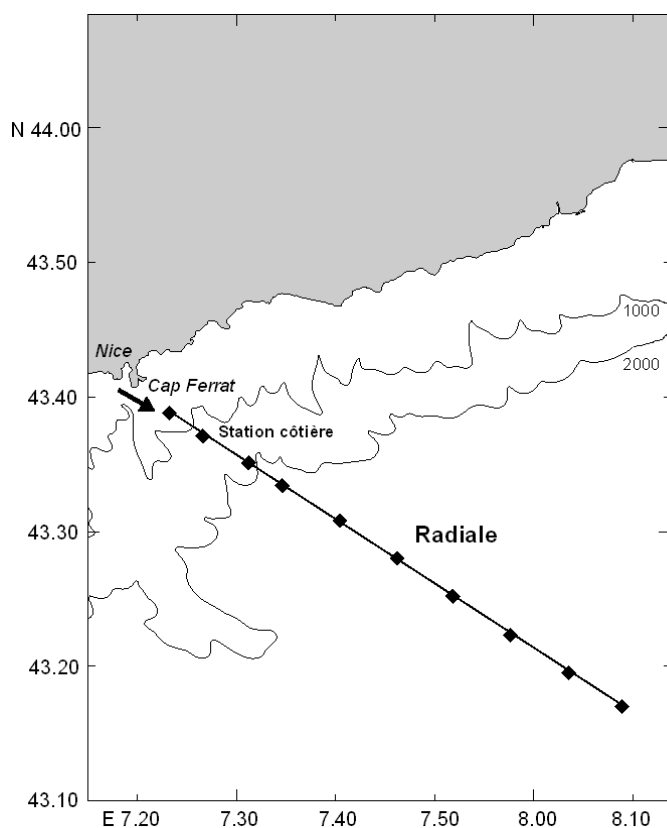 N 44.00
43.50
1000
Nice
2000
Cap Ferrat
43.40
Station côtière
Radiale
43.30
43.20
43.10
E 7.20 7.30 7.40 7.50 8.00 8.10